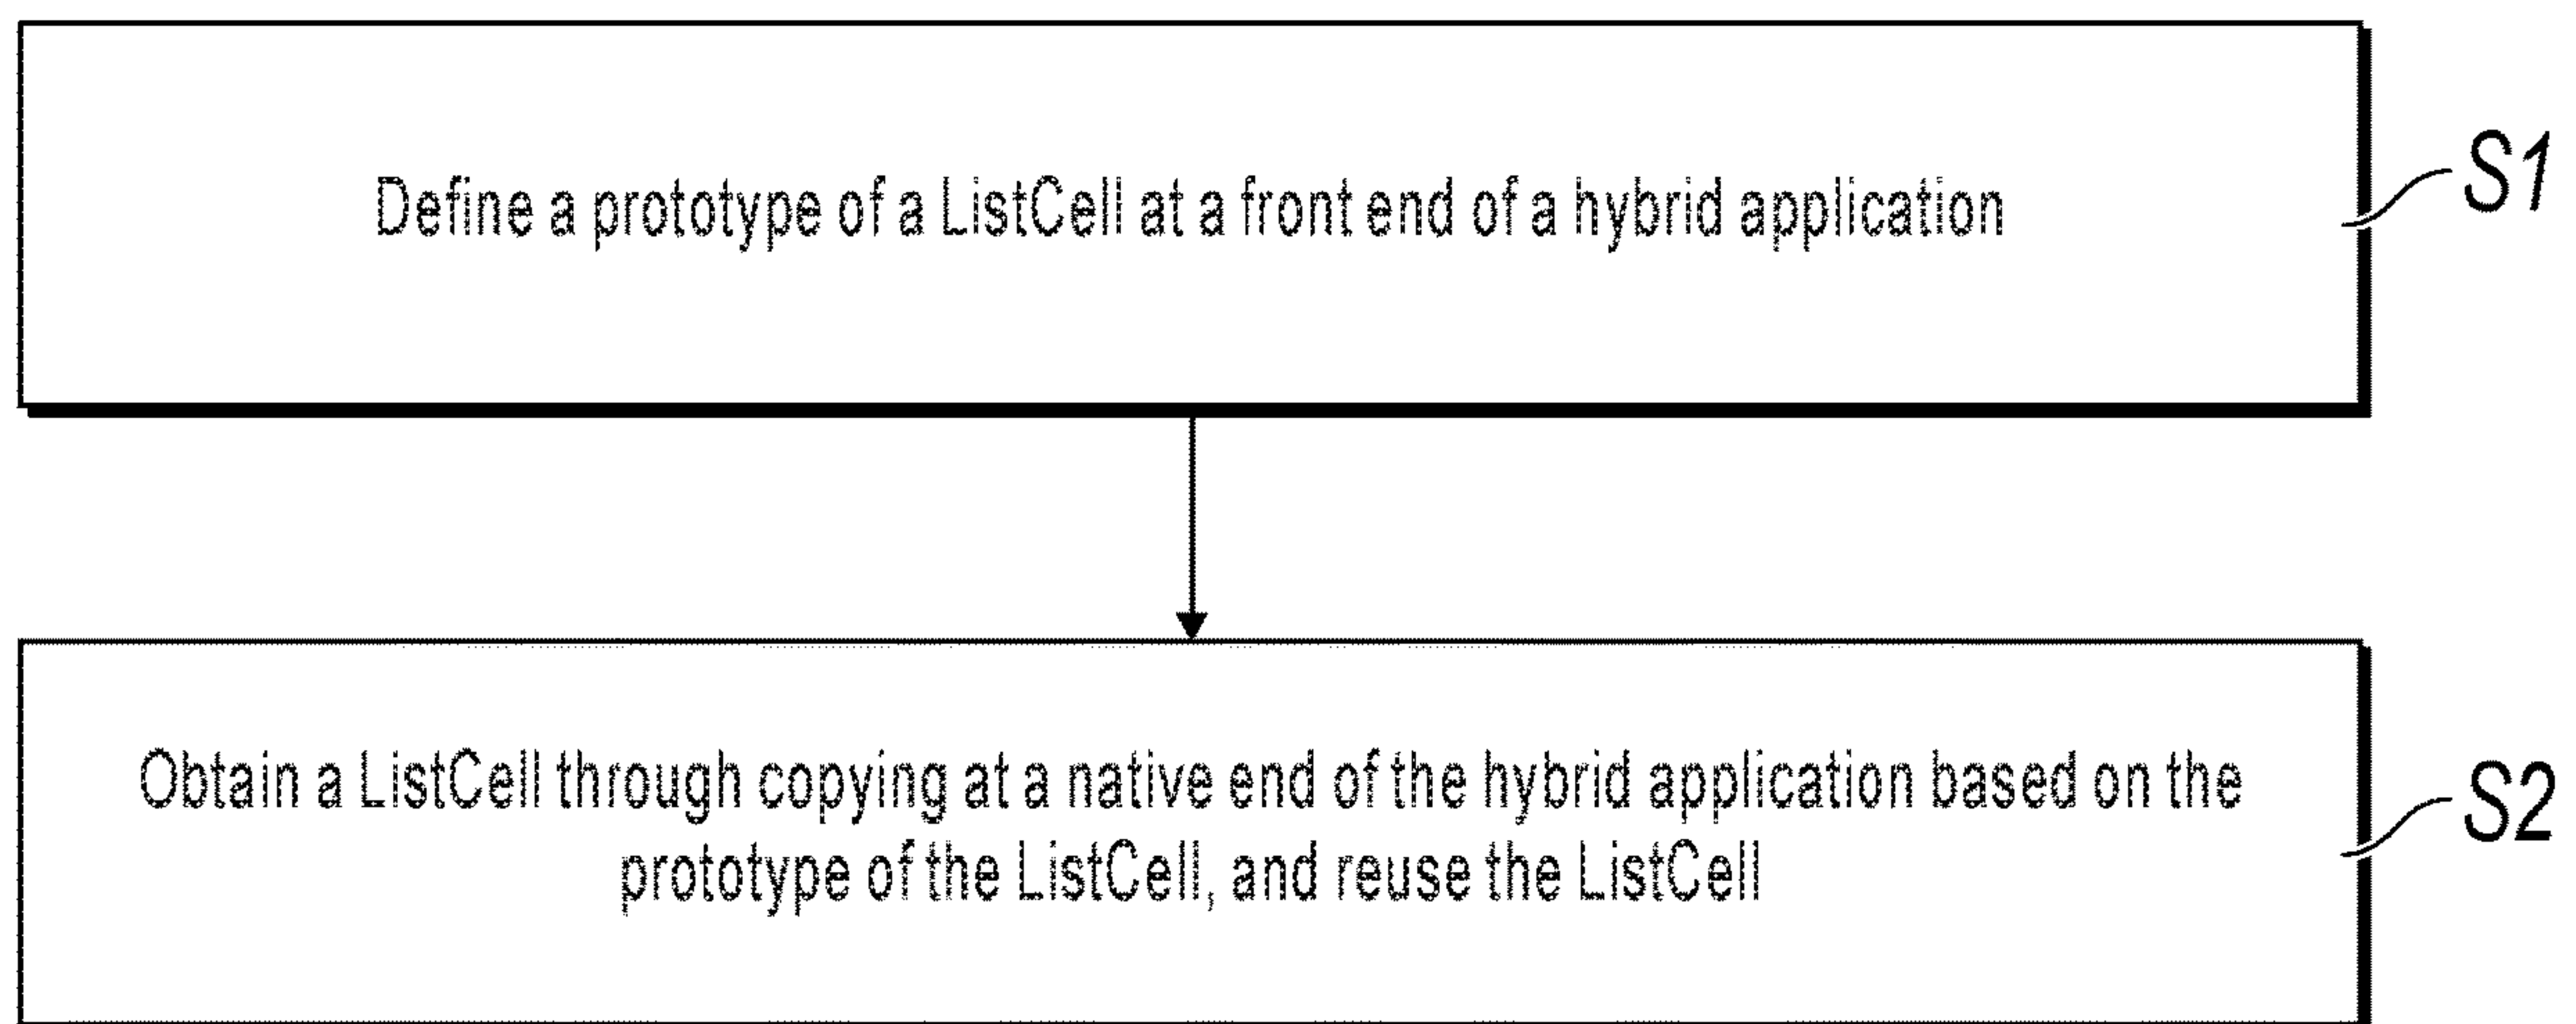 Define a prototype of a ListCell at a front end of a hybrid application
S1
Obtain a ListCell through copying at a native end of the hybrid application based on the
prototype of the ListCell, and reuse the ListCell
S2